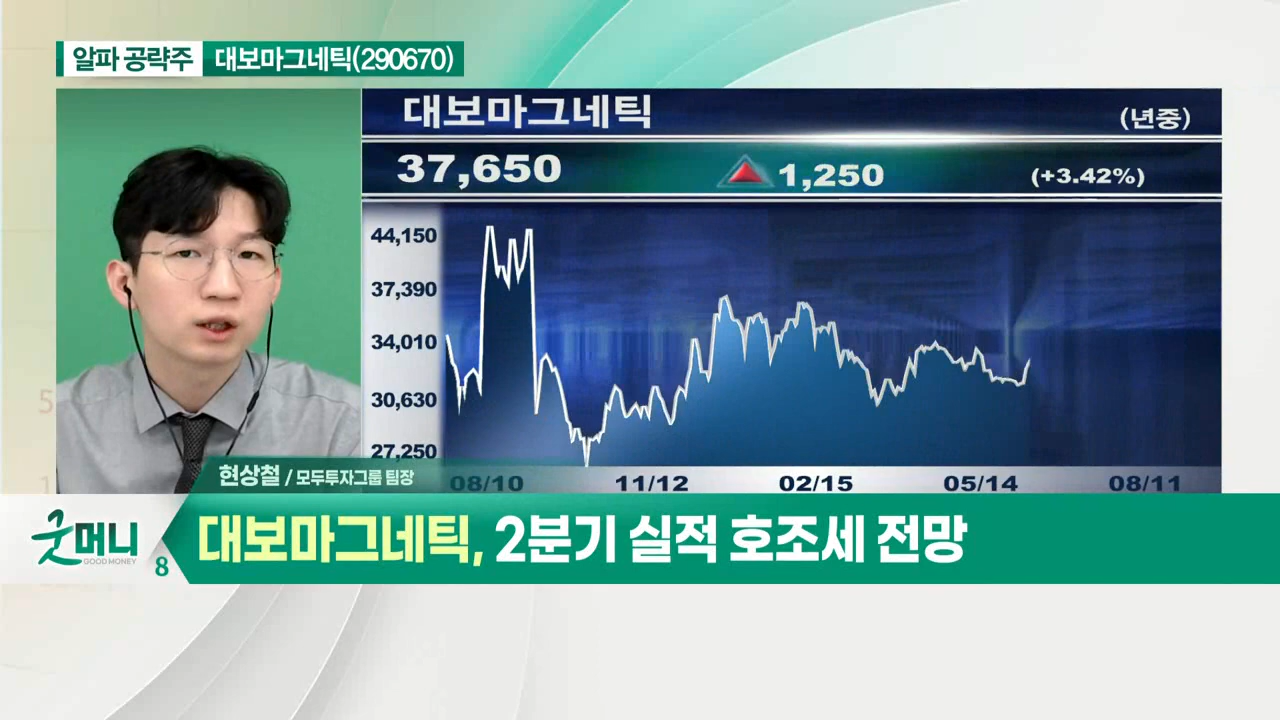 알파 공략주 대보마그네틱(290670)
대보마그네틱 (년중)
37,650 1,250 (+3.42%)
44,150
37,390
34,010
30,630
27,250
08/10 11/12 02/15 05/14 08/11
현상철 / 모두투자그룹 팀장
굿머니
GOOD MONEY
8
대보마그네틱, 2분기 실적 호조세 전망
5
1